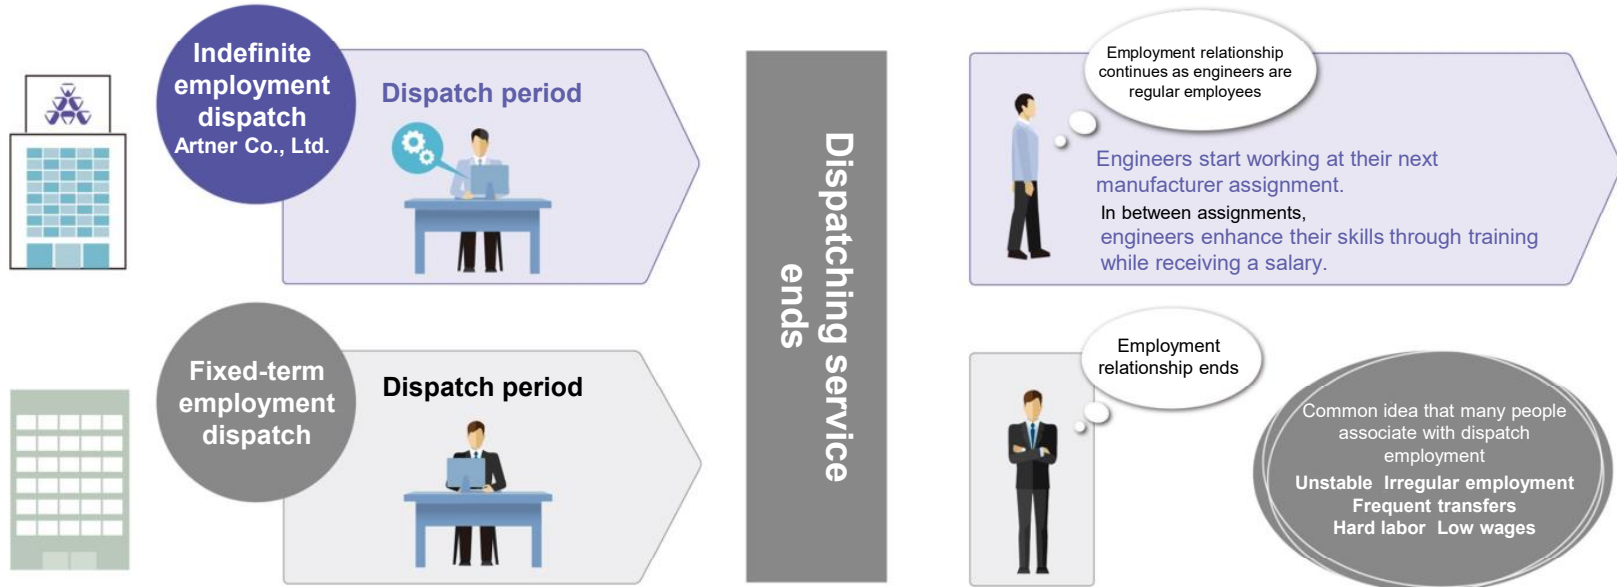 Indefinite
employment
dispatch
Artner Co., Ltd.
Dispatch period
Dispatching service
ends
Employment relationship
continues as engineers are
regular employees
Engineers start working at their next
manufacturer assignment.
In between assignments,
engineers enhance their skills through training
while receiving a salary.
Fixed-term
employment
dispatch
Dispatch period
Employment
relationship ends
Common idea that many people
associate with dispatch
employment
Unstable Irregular employment
Frequent transfers
Hard labor Low wages